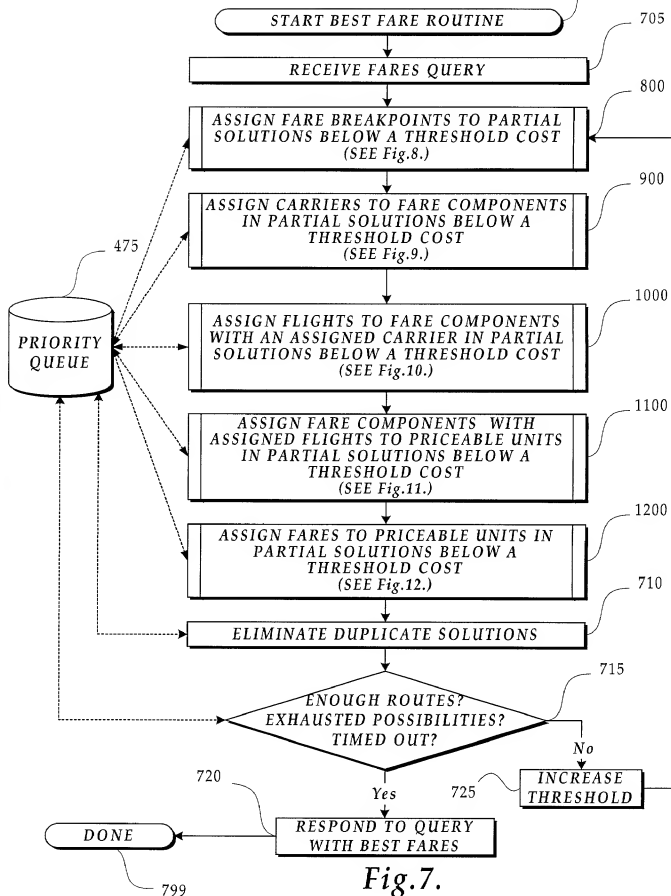 START BEST FARE ROUTINE
705
RECEIVE FARES QUERY
800
ASSIGN FARE BREAKPOINTS TO PARTIAL
SOLUTIONS BELOW A THRESHOLD COST
(SEE Fig.8.)
900
ASSIGN CARRIERS TO FARE COMPONENTS
IN PARTIAL SOLUTIONS BELOW A
THRESHOLD COST
(SEE Fig.9.)
475
PRIORITY
QUEUE
1000
ASSIGN FLIGHTS TO FARE COMPONENTS
WITH AN ASSIGNED CARRIER IN PARTIAL
SOLUTIONS BELOW A THRESHOLD COST
(SEE Fig.10.)
1100
ASSIGN FARE COMPONENTS WITH
ASSIGNED FLIGHTS TO PRICEABLE UNITS
IN PARTIAL SOLUTIONS BELOW A
THRESHOLD COST
(SEE Fig.11.)
1200
ASSIGN FARES TO PRICEABLE UNITS IN
PARTIAL SOLUTIONS BELOW A
THRESHOLD COST
(SEE Fig.12.)
710
ELIMINATE DUPLICATE SOLUTIONS
715
ENOUGH ROUTES?
EXHAUSTED POSSIBILITIES?
TIMED OUT?
No
725
INCREASE
THRESHOLD
Yes
720
RESPOND TO QUERY
WITH BEST FARES
DONE
799
Fig.7.